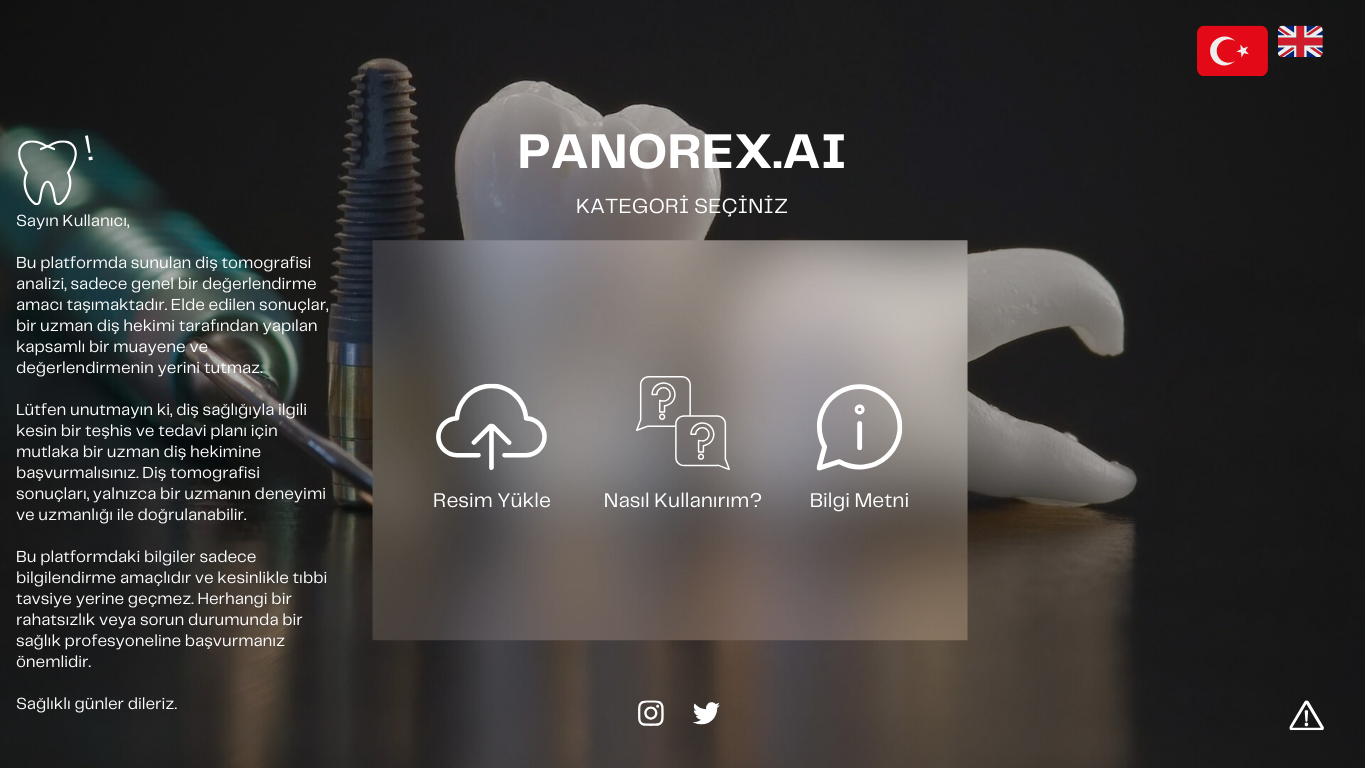 PANOREX.AI
KATEGORİ SEÇİNİZ
!
Sayın Kullanıcı,
Bu platformda sunulan diş tomografisi
analizi, sadece genel bir değerlendirme
amacı taşımaktadır. Elde edilen sonuçlar,
bir uzman diş hekimi tarafından yapılan
kapsamlı bir muayene ve
değerlendirmenin yerini tutmaz.
Lütfen unutmayın ki, diş sağlığıyla ilgili
kesin bir teşhis ve tedavi planı için
mutlaka bir uzman diş hekimine
başvurmalısınız. Diş tomografisi
sonuçları, yalnızca bir uzmanın deneyimi
ve uzmanlığı ile doğrulanabilir.
Bu platformdaki bilgiler sadece
bilgilendirme amaçlıdır ve kesinlikle tıbbi
tavsiye yerine geçmez. Herhangi bir
rahatsızlık veya sorun durumunda bir
sağlık profesyoneline başvurmanız
önemlidir.
Sağlıklı günler dileriz.
Resim Yükle
Nasıl Kullanırım?
Bilgi Metni